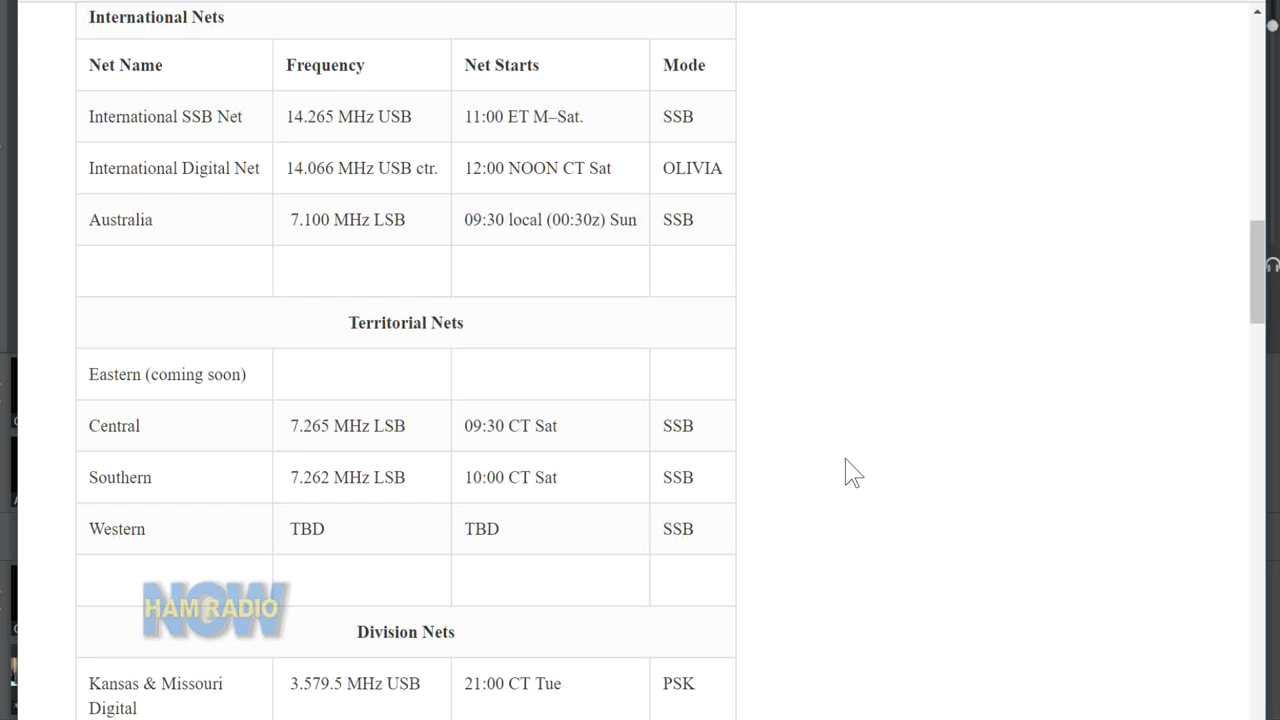 International Nets
Net Name Frequency Net Starts Mode
International SSB Net 14.265 MHz USB 11:00 ET M–Sat. SSB
International Digital Net 14.066 MHz USB ctr. 12:00 NOON CT Sat OLIVIA
Australia 7.100 MHz LSB 09:30 local (00:30z) Sun SSB
Territorial Nets
Eastern (coming soon)
Central 7.265 MHz LSB 09:30 CT Sat SSB
Southern 7.262 MHz LSB 10:00 CT Sat SSB
Western TBD TBD SSB
NOW
HAM RADIO
Division Nets
Kansas & Missouri 3.579.5 MHz USB 21:00 CT Tue PSK
Digital